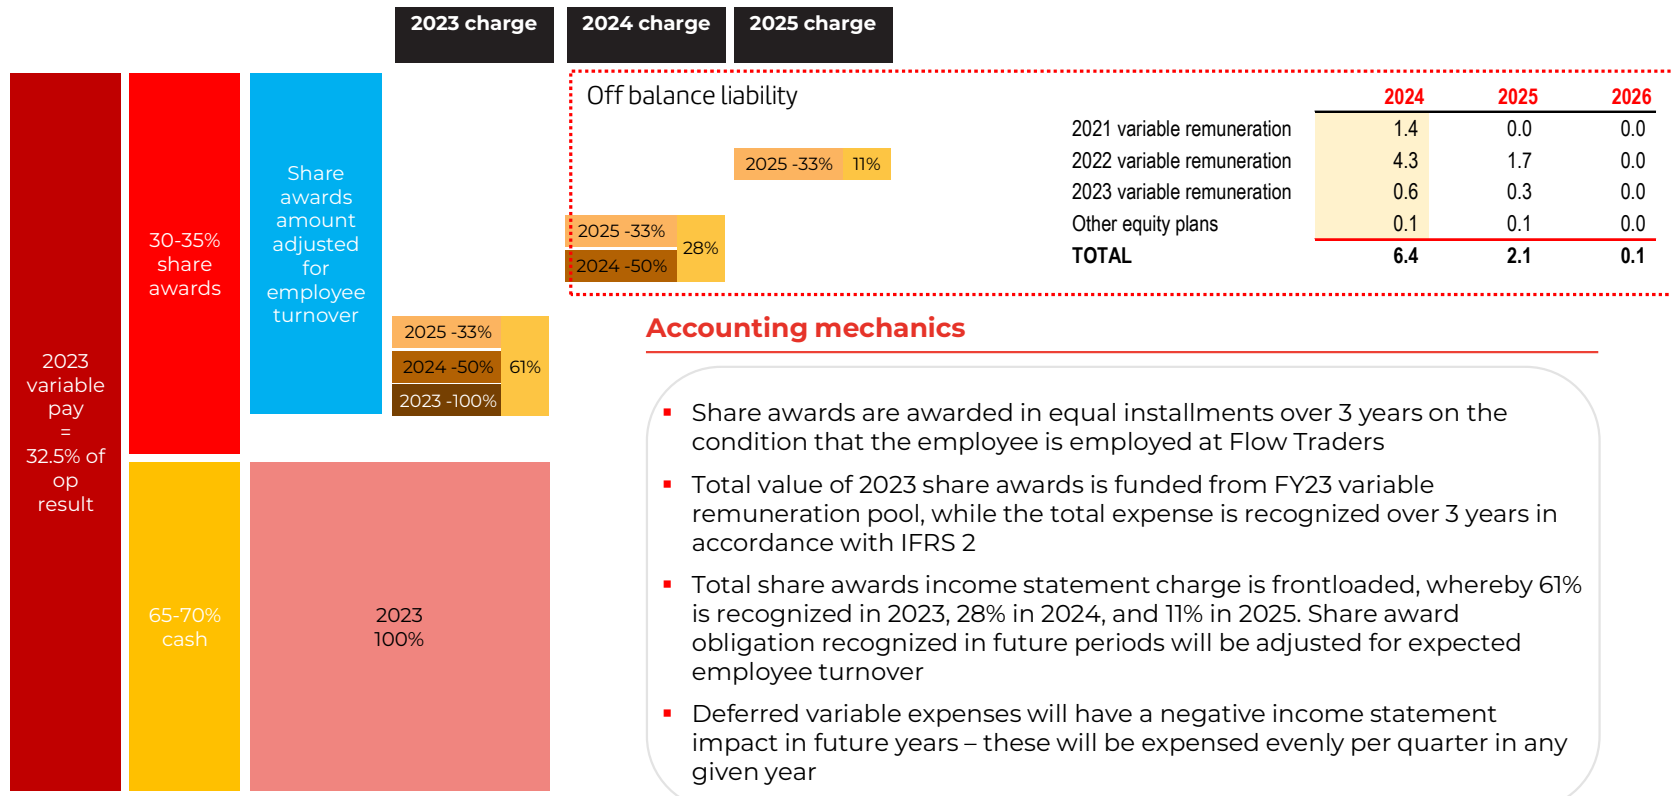 2023 charge
2024 charge
2025 charge
2023
variable
pay
=
32.5% of
op
result
30-35%
share
awards
65-70%
cash
Share
awards
amount
adjusted
for
employee
turnover
2025 -33%
2024 -50%
61%
2023 -100%
2023
100%
Off balance liability
2025 -33%
11%
2025 -33%
28%
2024 -50%
2024 2025 2026
2021 variable remuneration 1.4 0.0 0.0
2022 variable remuneration 4.3 1.7 0.0
2023 variable remuneration 0.6 0.3 0.0
Other equity plans 0.1 0.1 0.0
TOTAL 6.4 2.1 0.1
Accounting mechanics
▪ Share awards are awarded in equal installments over 3 years on the
condition that the employee is employed at Flow Traders
▪ Total value of 2023 share awards is funded from FY23 variable
remuneration pool, while the total expense is recognized over 3 years in
accordance with IFRS 2
▪ Total share awards income statement charge is frontloaded, whereby 61%
is recognized in 2023, 28% in 2024, and 11% in 2025. Share award
obligation recognized in future periods will be adjusted for expected
employee turnover
▪ Deferred variable expenses will have a negative income statement
impact in future years – these will be expensed evenly per quarter in any
given year